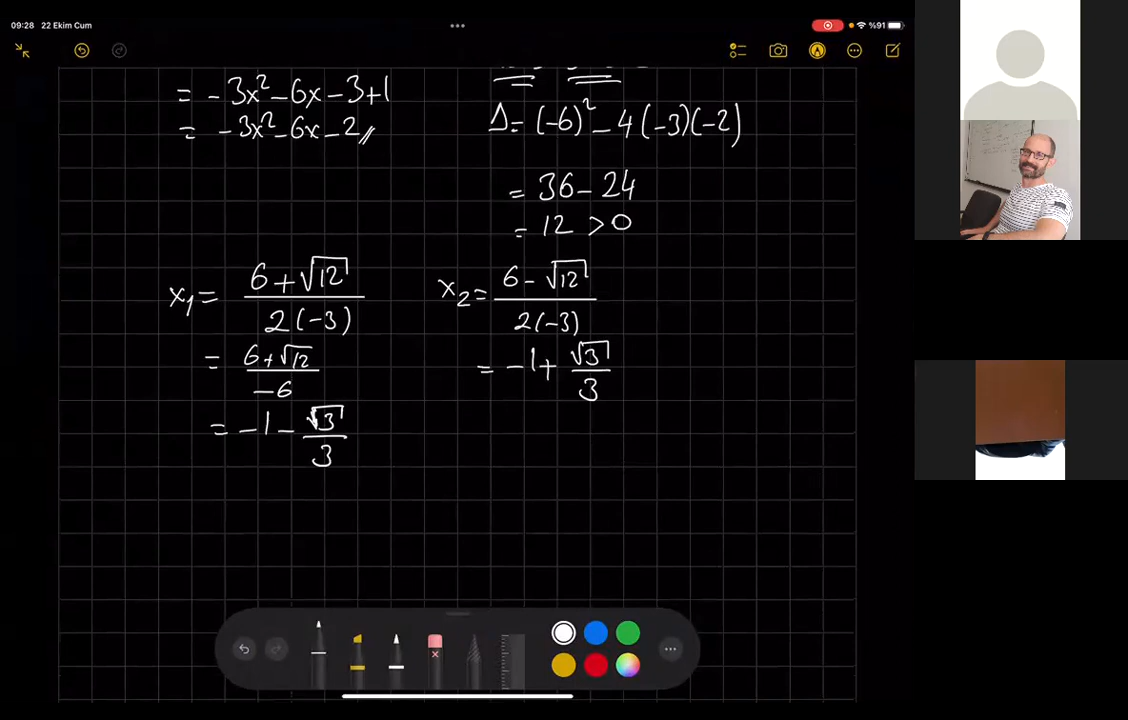 09:28 22 Ekim Cum
%91
= -3x² - 6x - 3 + 1
= -3x² - 6x - 2 //
Δ = (-6)² - 4(-3)(-2)
= 36 - 24
= 12 > 0
x₁ = (6 + √12) / 2(-3)
= (6 + √12) / -6
= -1 - √3/3
x₂ = (6 - √12) / 2(-3)
= -1 + √3/3